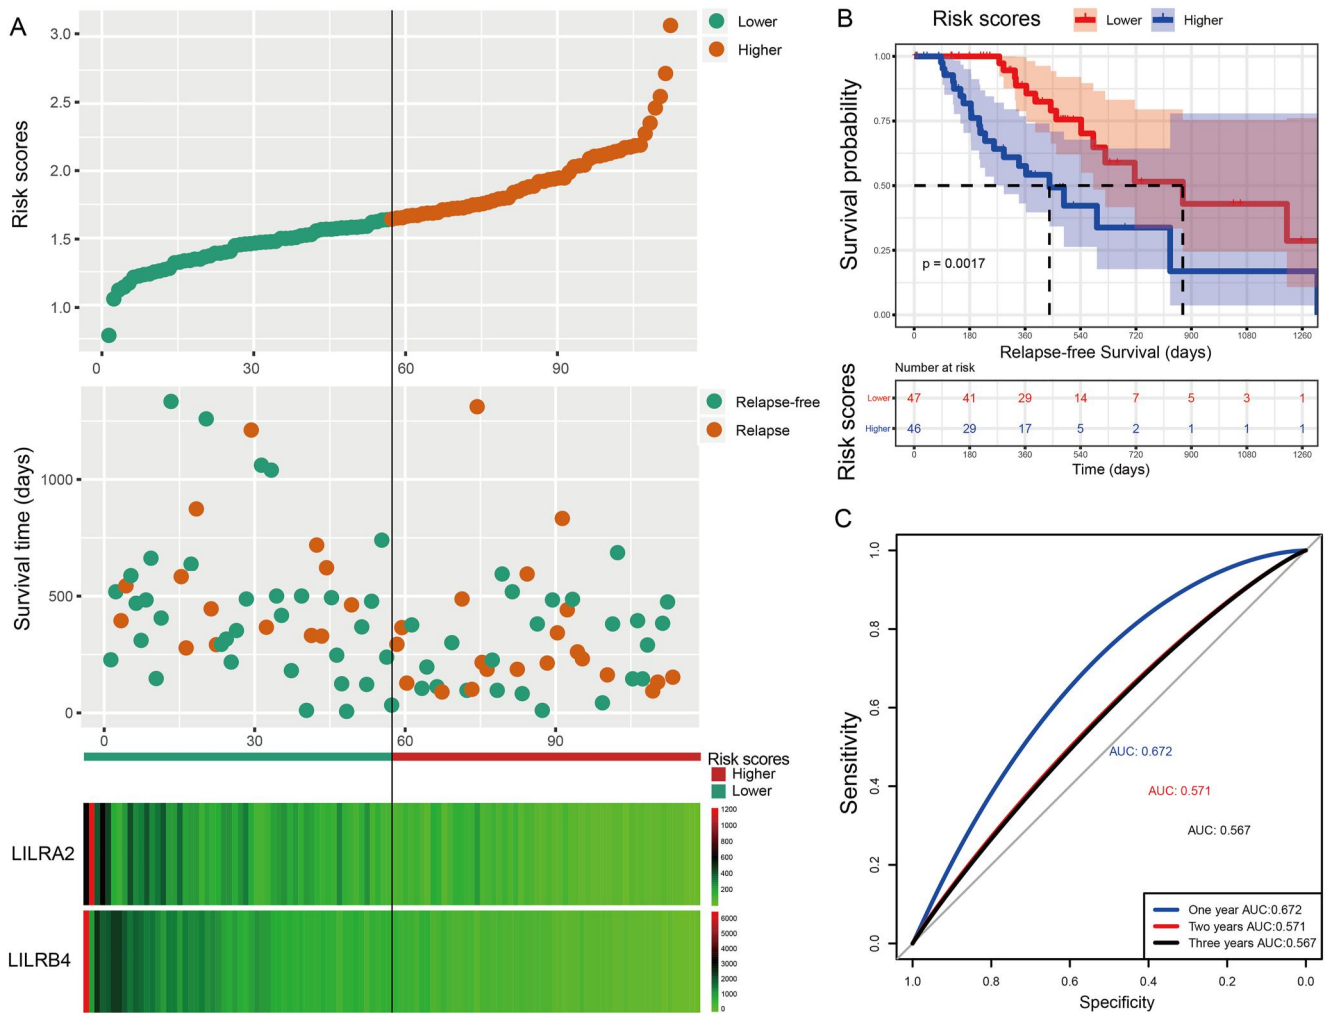 A
Lower
Higher
Risk scores
3.0
2.5
2.0
1.5
1.0
0 30 60 90
Relapse-free
Relapse
Survival time (days)
1000
500
0
0 30 60 90
Risk scores
Higher
Lower
LILRA2
1200
1000
800
600
400
200
LILRB4
6000
5000
4000
3000
2000
1000
0
B
Risk scores Lower Higher
Survival probability
1.00
0.75
0.50
0.25
0.00
p = 0.0017
0 180 360 540 720 900 1080 1260
Relapse-free Survival (days)
Number at risk
Risk scores
Lower 47 41 29 14 7 5 3 1
Higher 46 29 17 5 2 1 1 1
0 180 360 540 720 900 1080 1260
Time (days)
C
Sensitivity
1.0
0.8
0.6
0.4
0.2
0.0
AUC: 0.672
AUC: 0.571
AUC: 0.567
One year AUC:0.672
Two years AUC:0.571
Three years AUC:0.567
1.0 0.8 0.6 0.4 0.2 0.0
Specificity